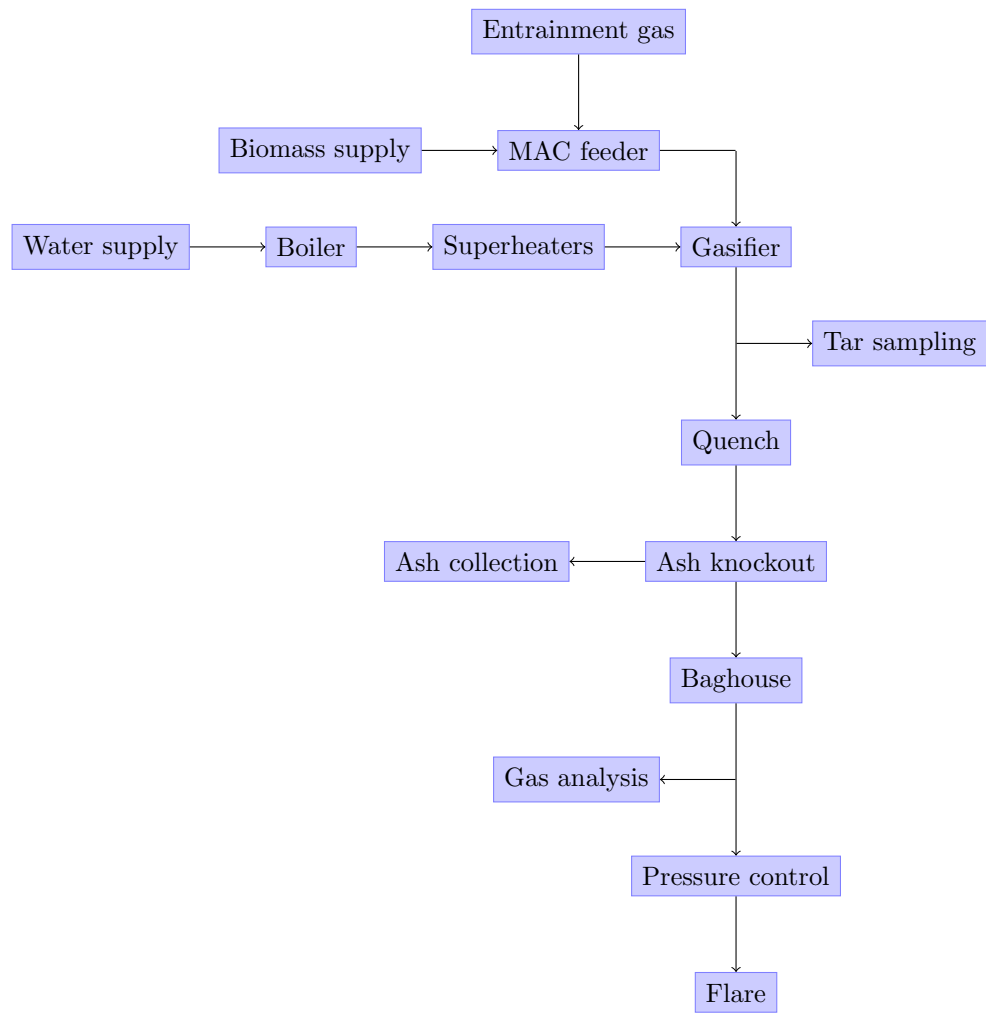 Entrainment gas
Biomass supply
MAC feeder
Water supply
Boiler
Superheaters
Gasifier
Tar sampling
Quench
Ash collection
Ash knockout
Baghouse
Gas analysis
Pressure control
Flare